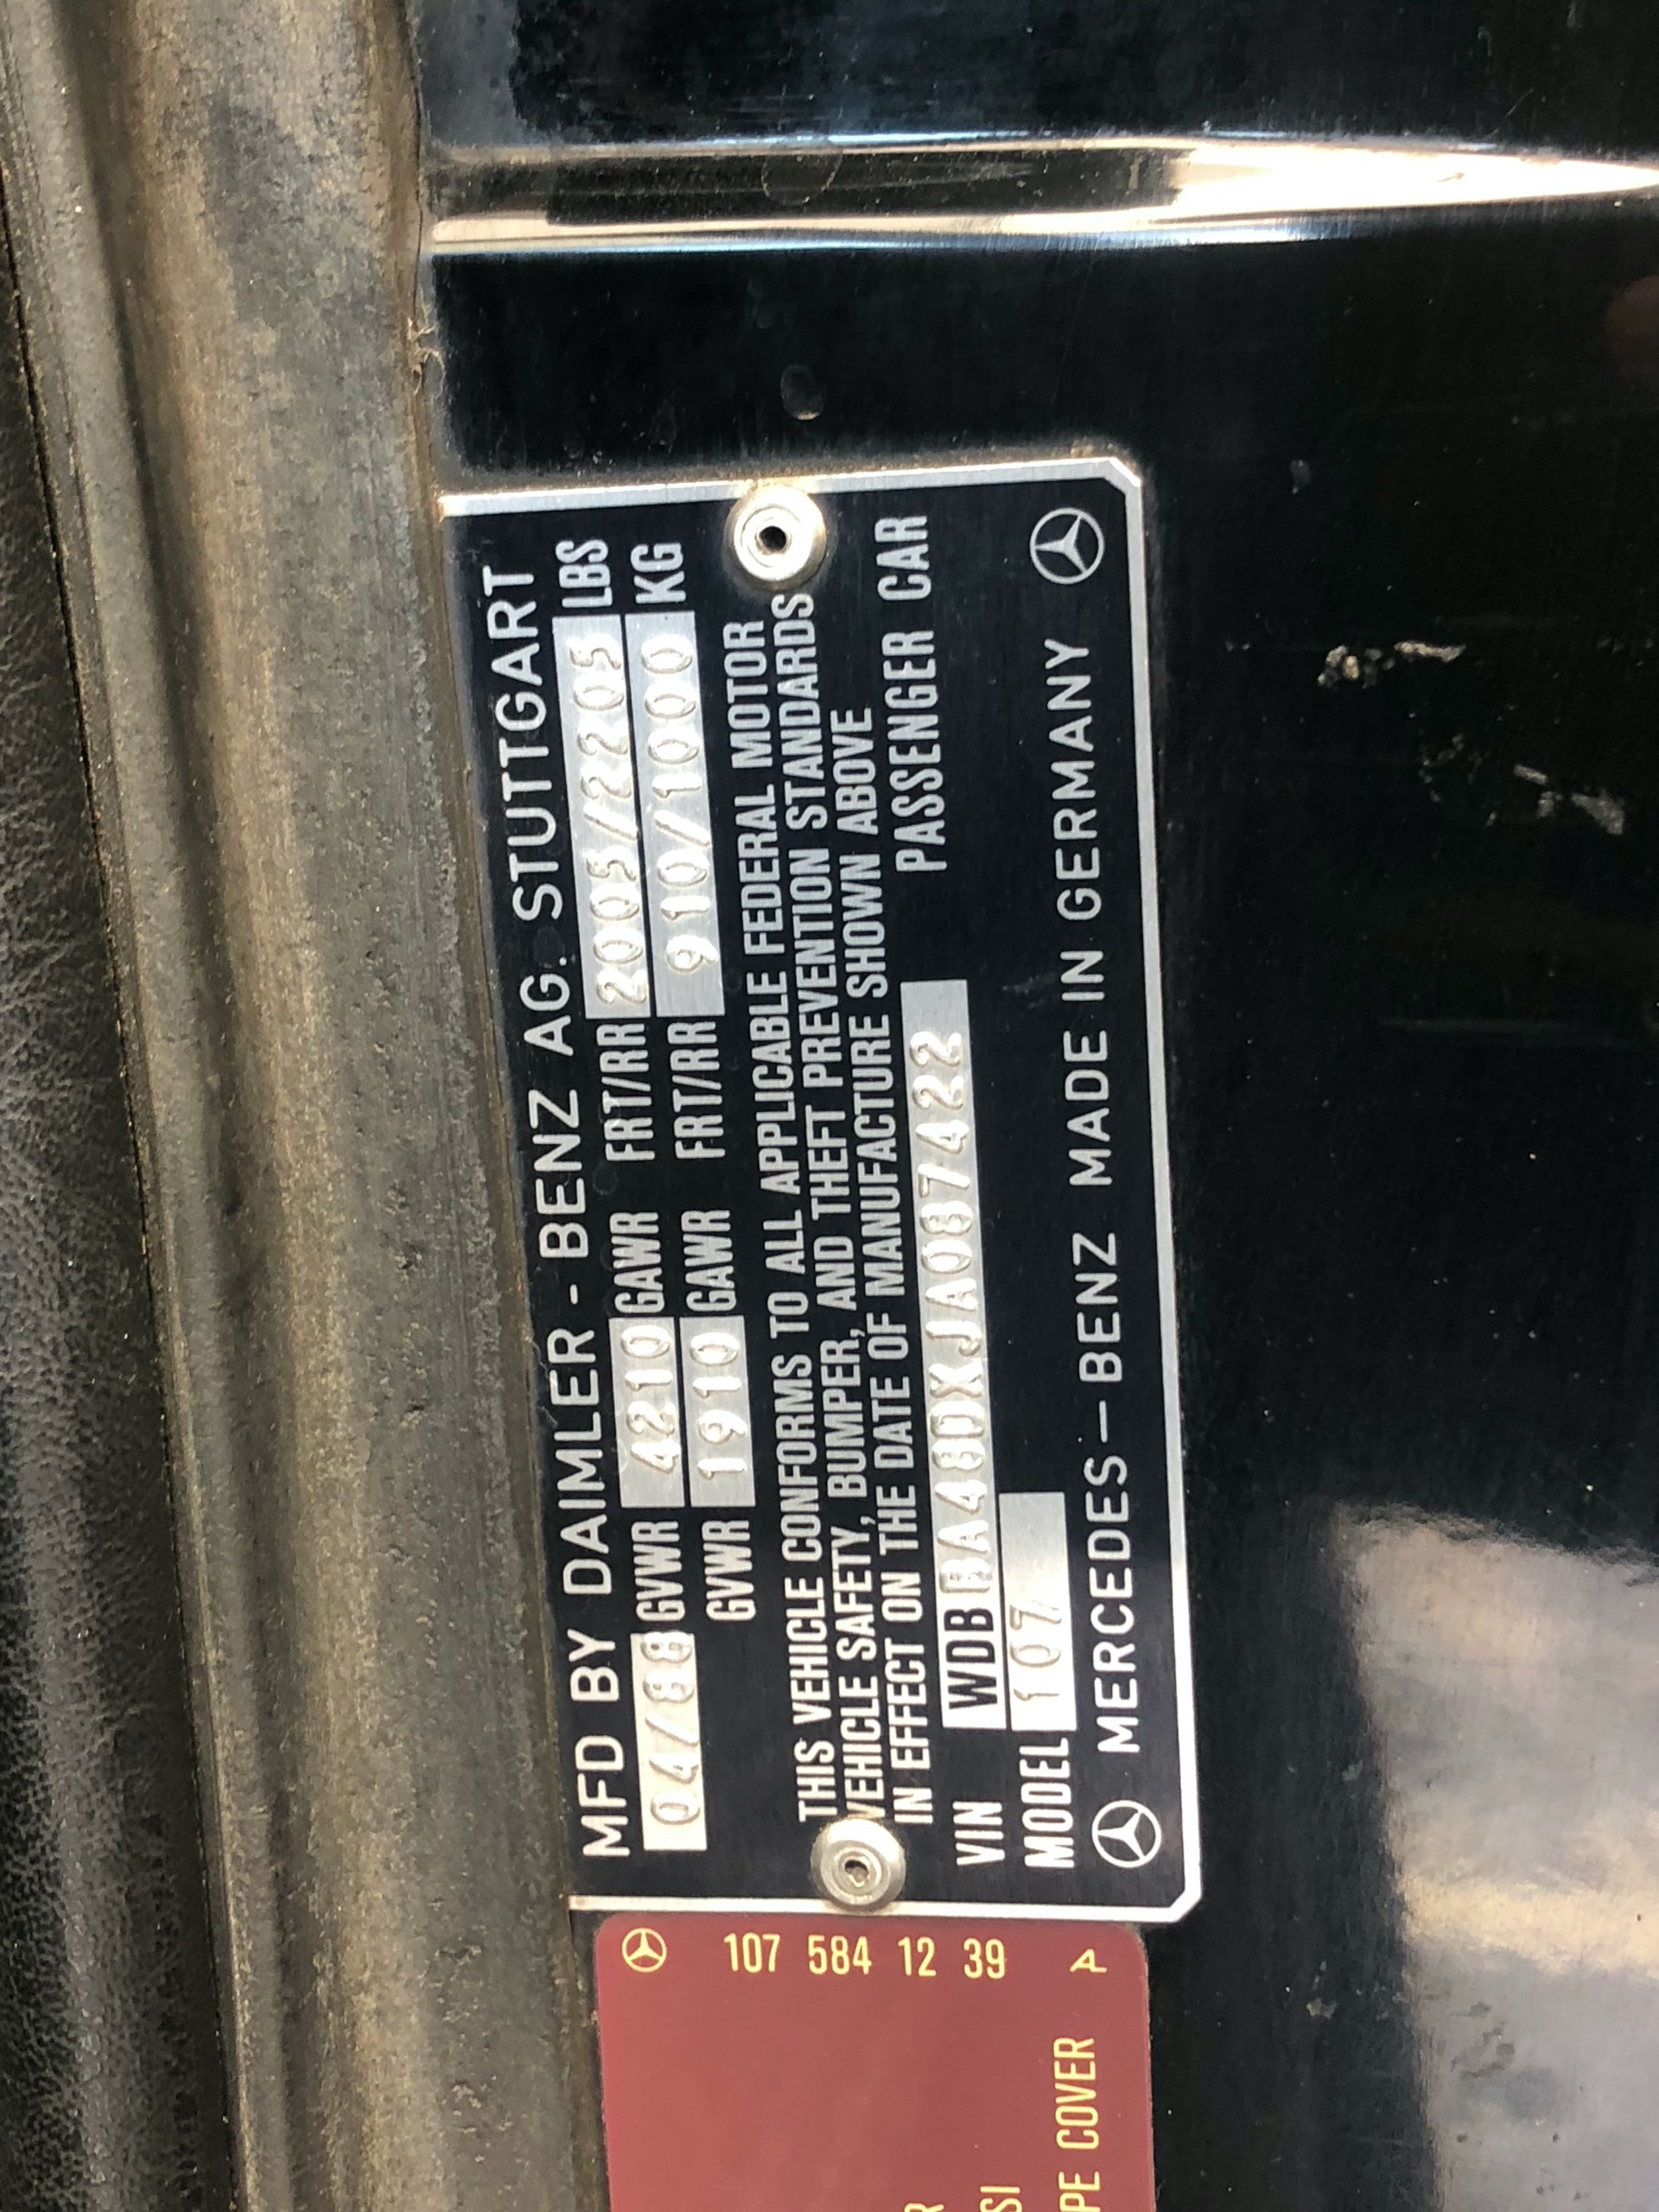 MFD BY DAIMLER - BENZ AG. STUTTGART
04/88 GVWR 4210 GAWR FRT/RR 2005/2205 LBS
GVWR 1910 GAWR FRT/RR 910/1000 KG
THIS VEHICLE CONFORMS TO ALL APPLICABLE FEDERAL MOTOR
VEHICLE SAFETY, BUMPER, AND THEFT PREVENTION STANDARDS
IN EFFECT ON THE DATE OF MANUFACTURE SHOWN ABOVE
VIN WDB BA48DXJA087422 PASSENGER CAR
MODEL 107
MERCEDES-BENZ MADE IN GERMANY
107 584 12 39 A
COVER